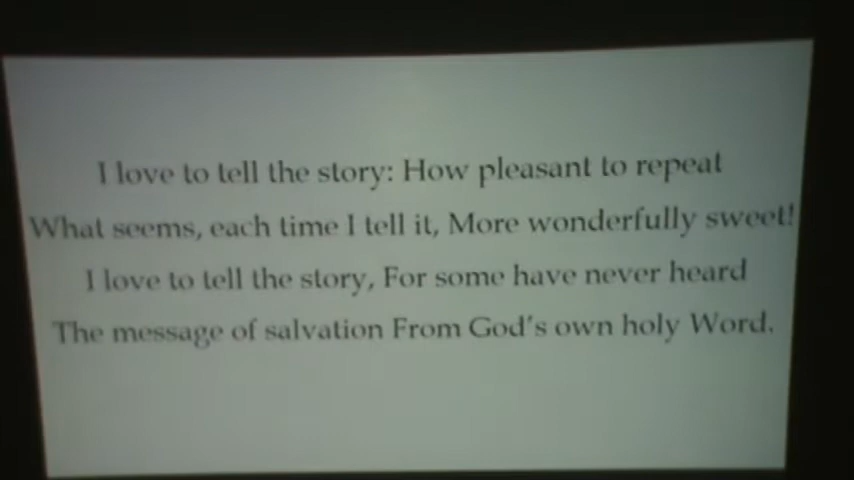 I love to tell the story: How pleasant to repeat
What seems, each time I tell it, More wonderfully sweet!
I love to tell the story, For some have never heard
The message of salvation From God's own holy Word.